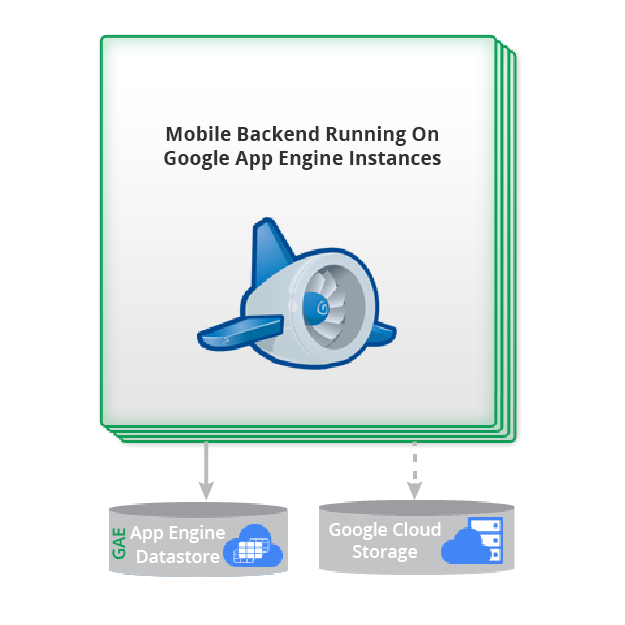 Mobile Backend Running On
Google App Engine Instances
GAE
App Engine
Datastore
Google Cloud
Storage